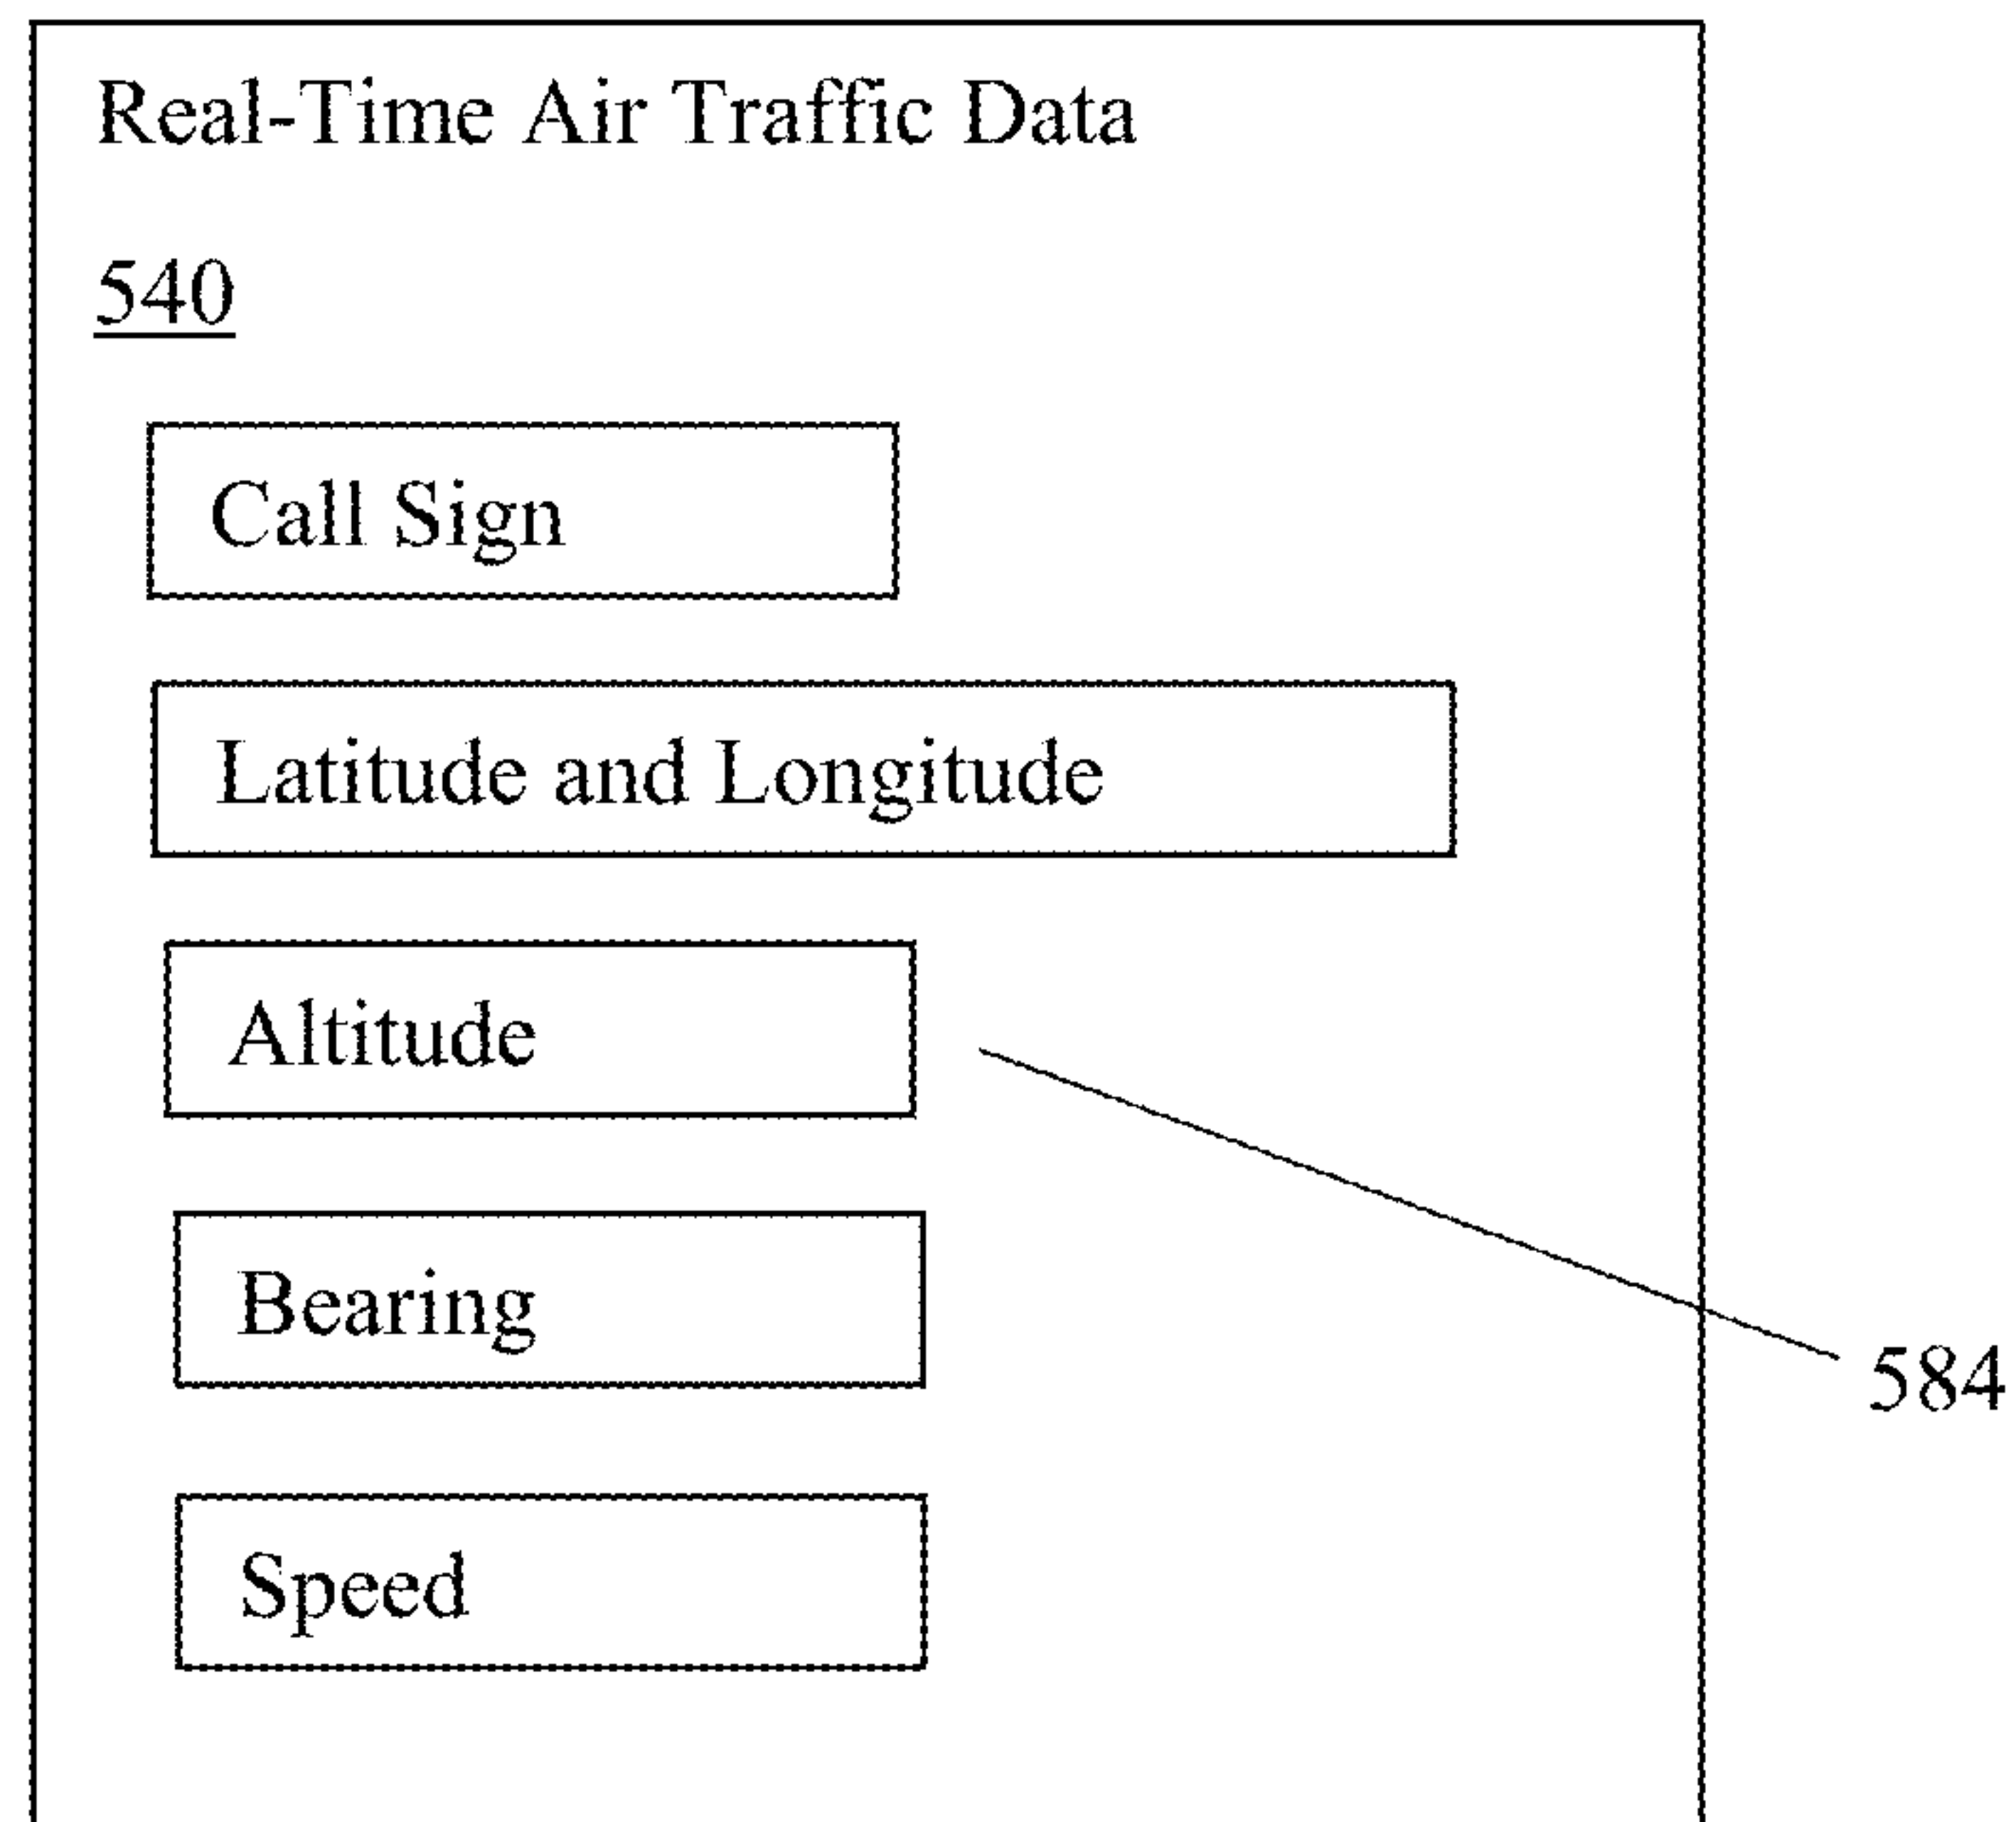 Real-Time Air Traffic Data
540
Call Sign
Latitude and Longitude
Altitude
Bearing
584
Speed